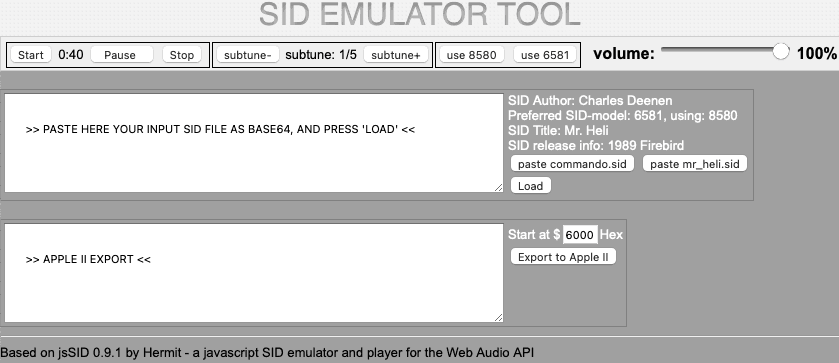 SID EMULATOR TOOL
Start 0:40 Pause Stop subtune- subtune: 1/5 subtune+ use 8580 use 6581 volume: 100%
>> PASTE HERE YOUR INPUT SID FILE AS BASE64, AND PRESS 'LOAD' <<
SID Author: Charles Deenen
Preferred SID-model: 6581, using: 8580
SID Title: Mr. Heli
SID release info: 1989 Firebird
paste commando.sid paste mr_heli.sid
Load
>> APPLE II EXPORT <<
Start at $ 6000 Hex
Export to Apple II
Based on jsSID 0.9.1 by Hermit - a javascript SID emulator and player for the Web Audio API